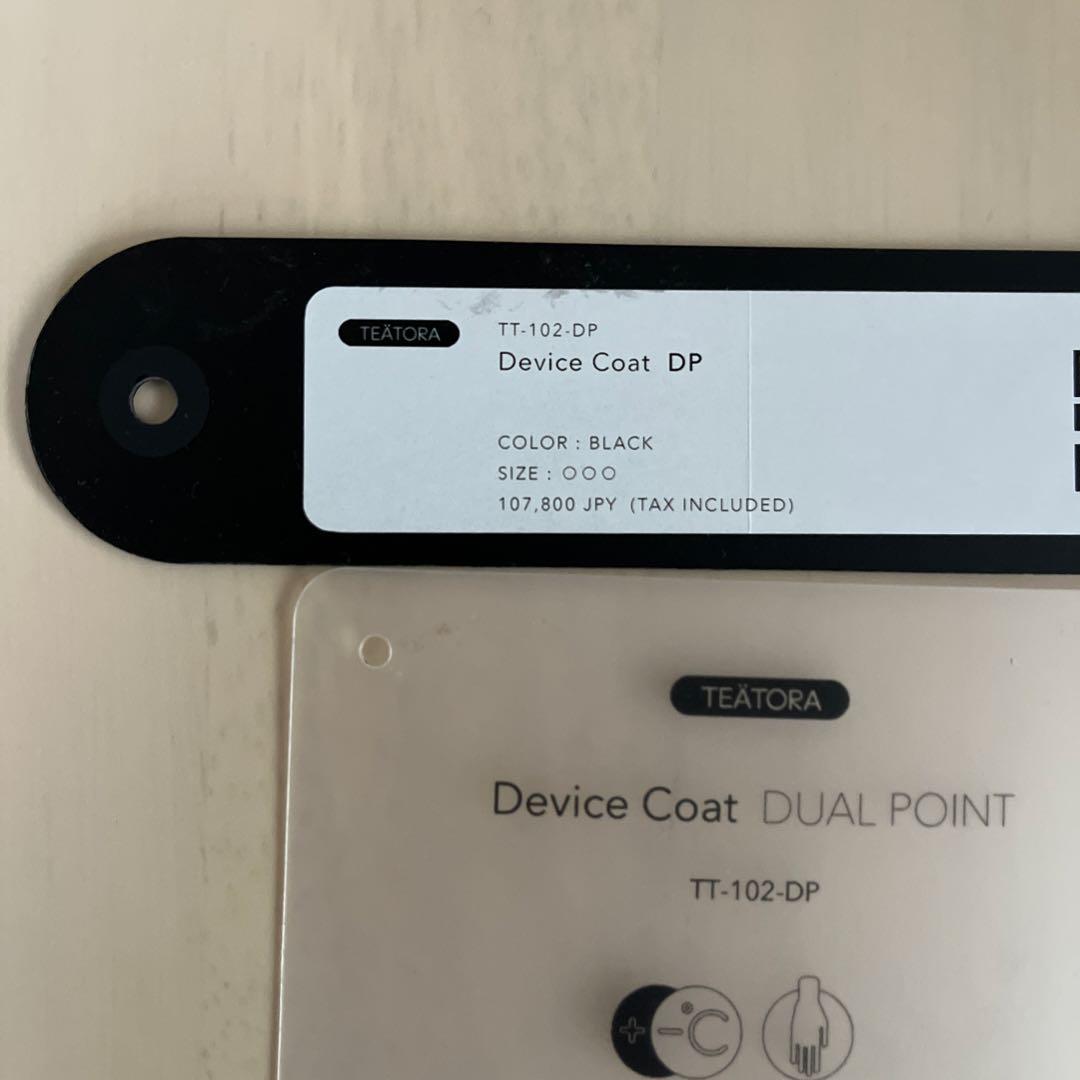 TEÄTORA
TT-102-DP
Device Coat DP
COLOR : BLACK
SIZE : ○○○
107,800 JPY (TAX INCLUDED)
TEÄTORA
Device Coat DUAL POINT
TT-102-DP
+ -°C